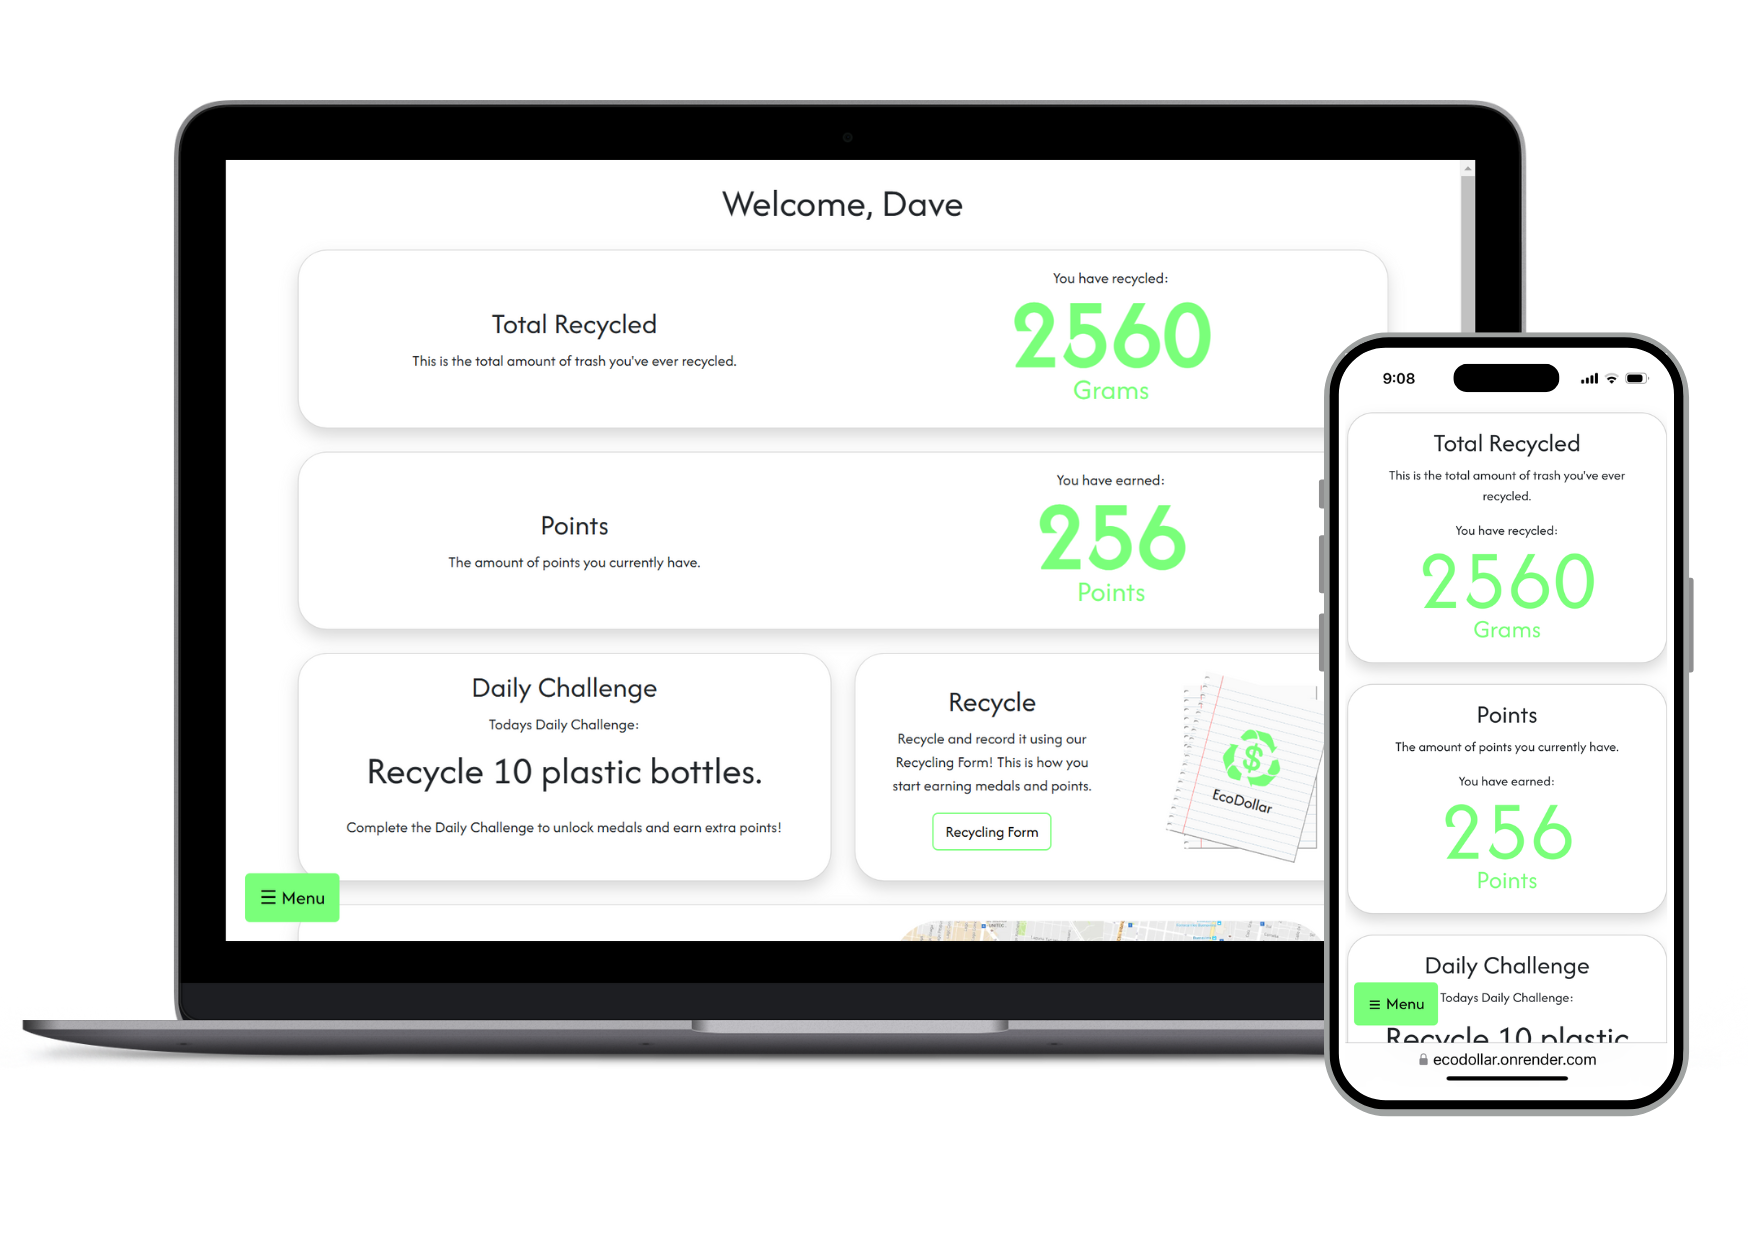 Welcome, Dave
Total Recycled
This is the total amount of trash you've ever recycled.
You have recycled:
2560
Grams
Points
The amount of points you currently have.
You have earned:
256
Points
Daily Challenge
Todays Daily Challenge:
Recycle 10 plastic bottles.
Complete the Daily Challenge to unlock medals and earn extra points!
Recycle
Recycle and record it using our
Recycling Form! This is how you
start earning medals and points.
Recycling Form
$
EcoDollar
☰ Menu
9:08
Total Recycled
This is the total amount of trash you've ever
recycled.
You have recycled:
2560
Grams
Points
The amount of points you currently have.
You have earned:
256
Points
Daily Challenge
Todays Daily Challenge:
☰ Menu
Recycle 10 plastic
ecodollar.onrender.com